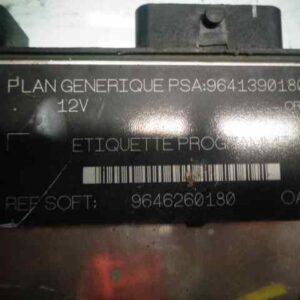 PLAN GENERIQUE PSA:9641390180
12V
ETIQUETTE PROG
REF SOFT: 9646260180